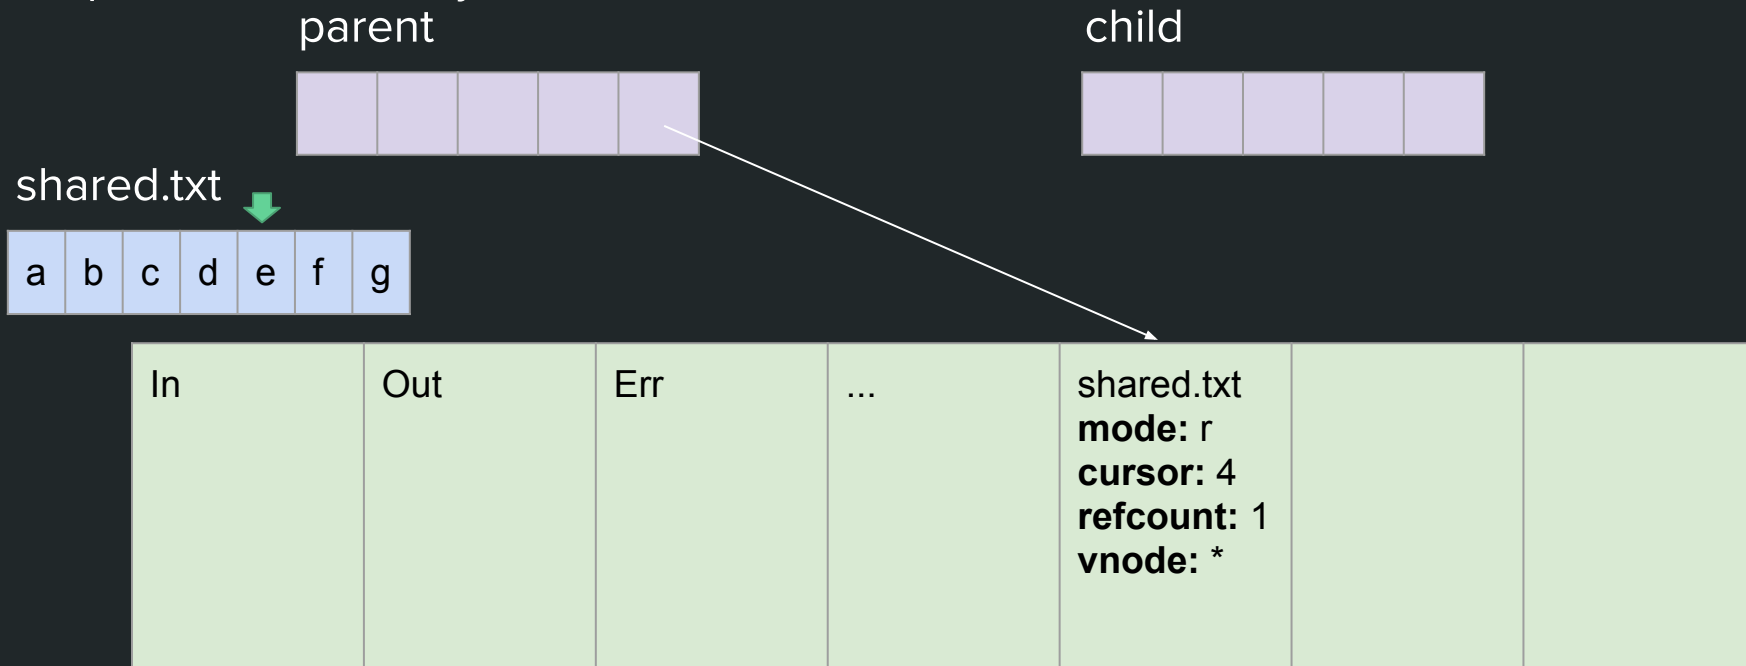 parent
child
shared.txt
a b c d e f g
In
Out
Err
...
shared.txt
mode: r
cursor: 4
refcount: 1
vnode: *